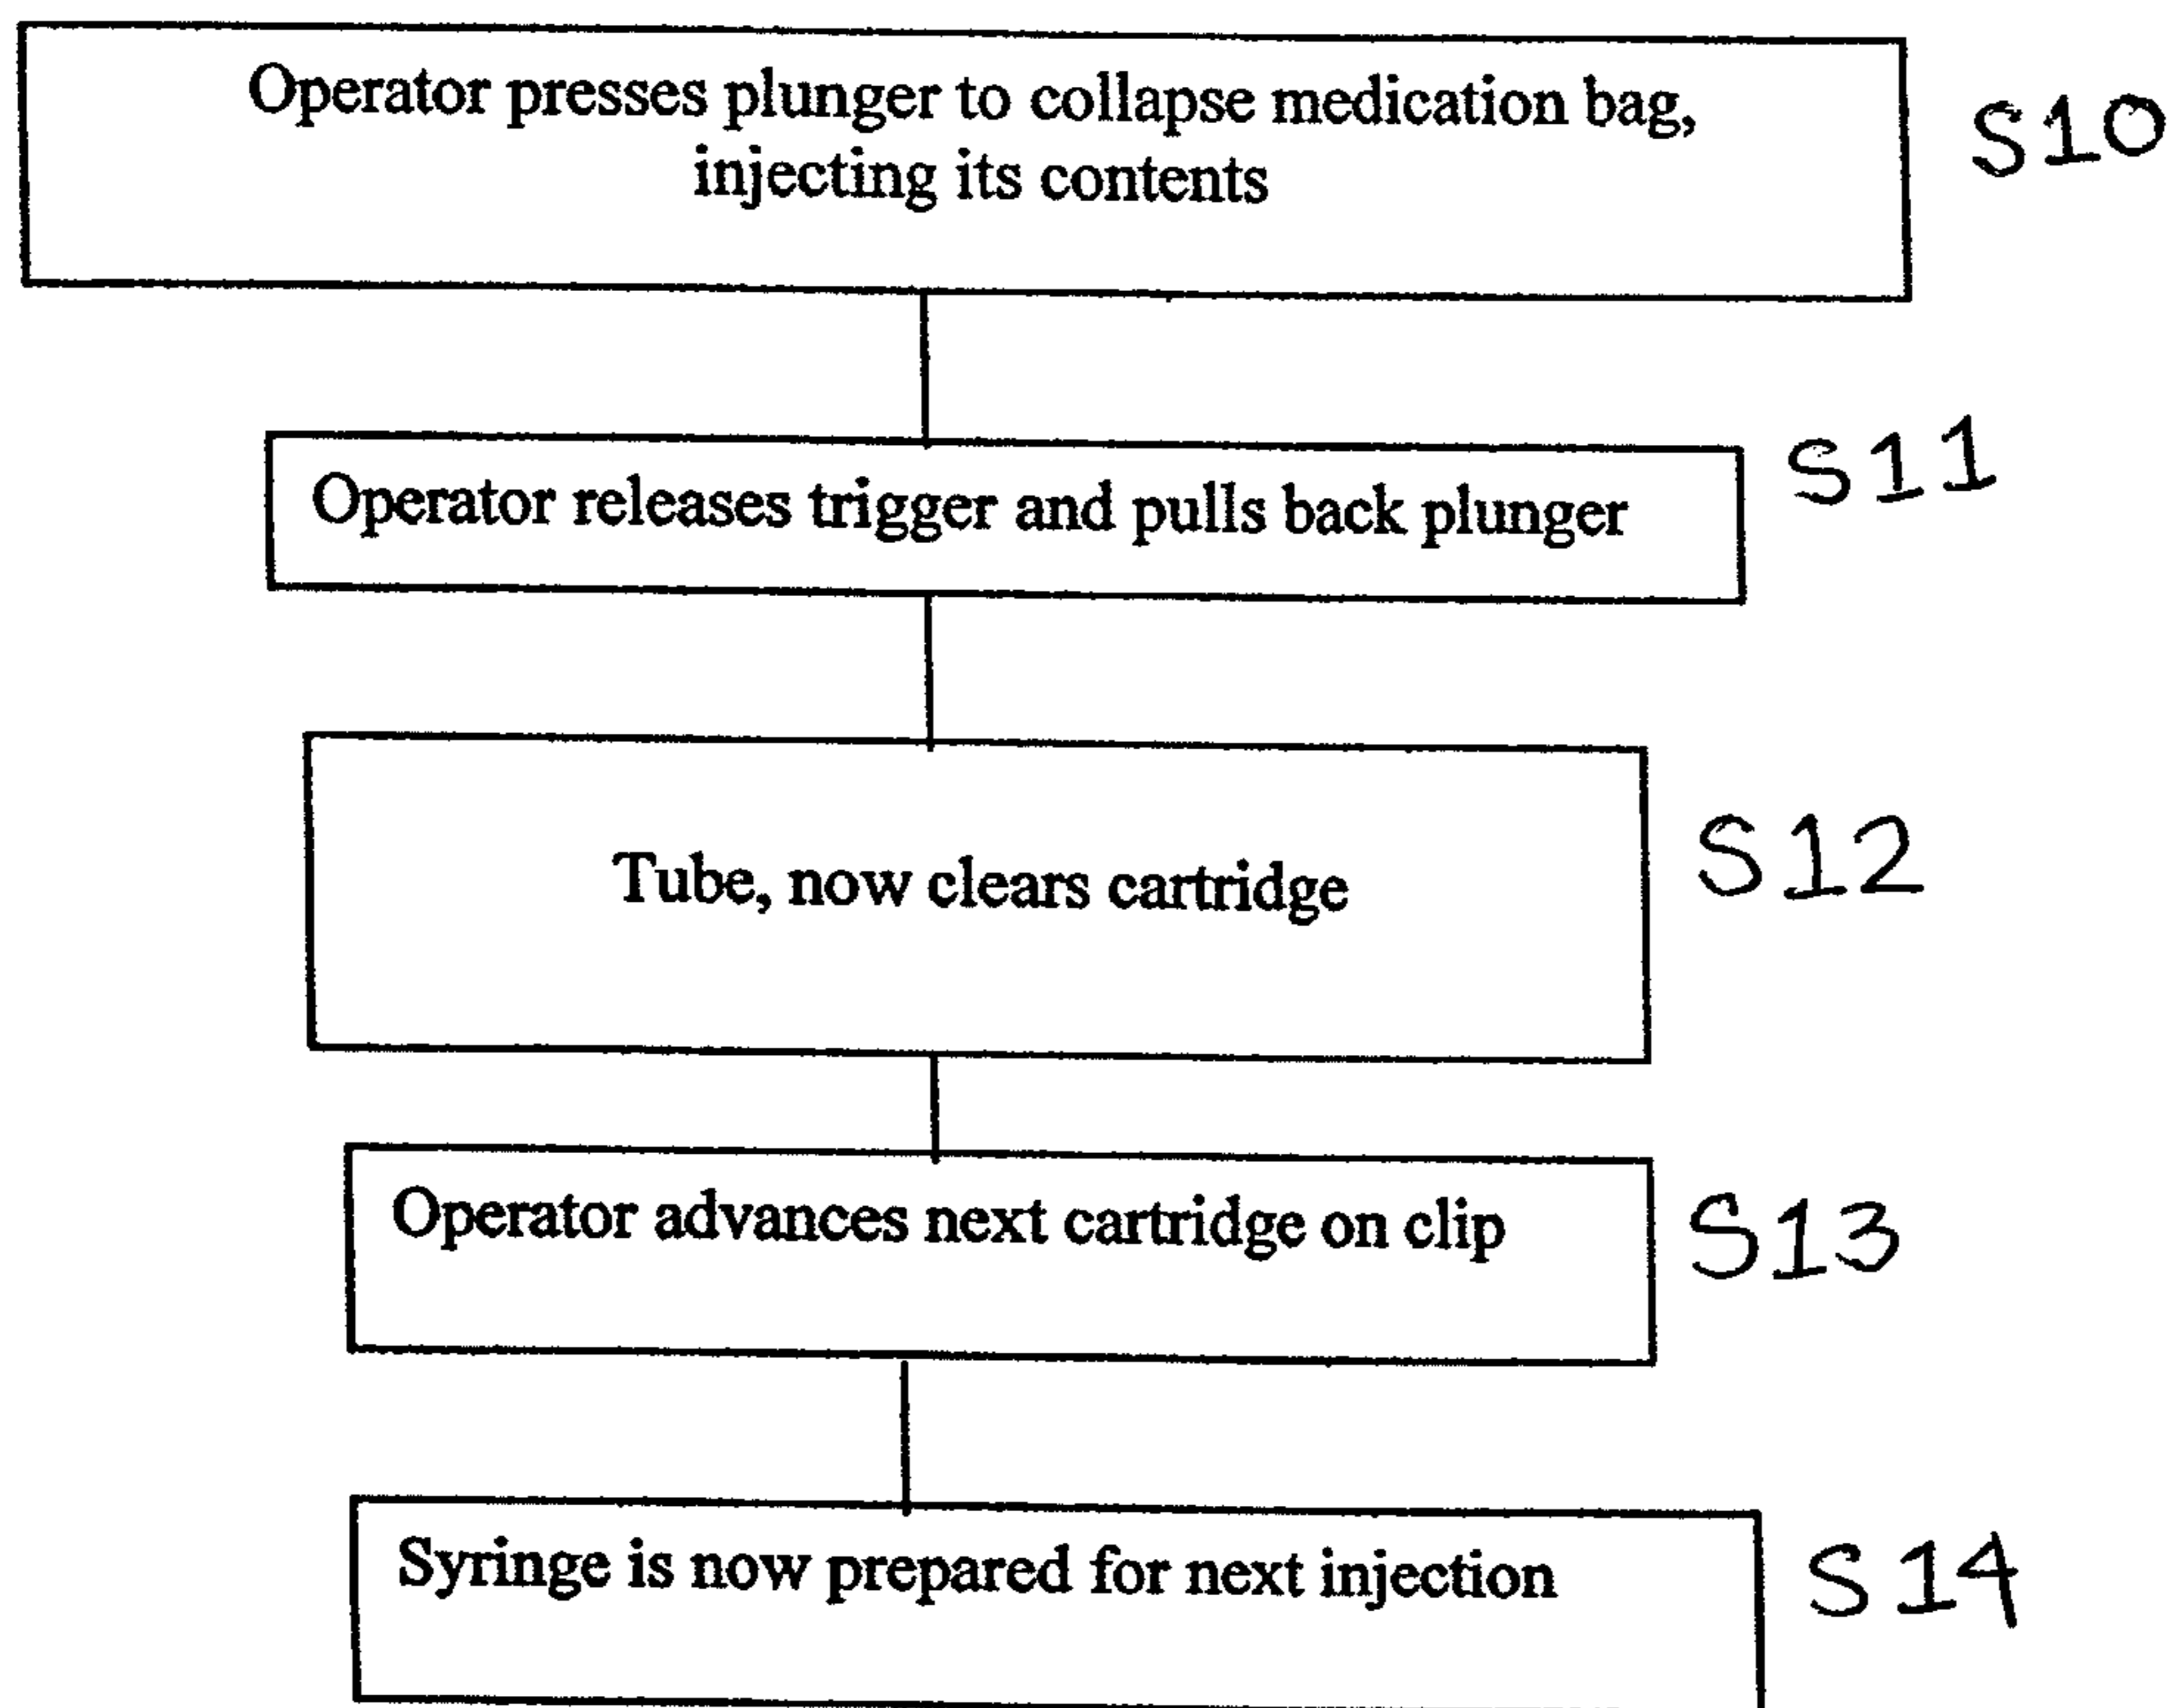 Operator presses plunger to collapse medication bag,
injecting its contents
S10
Operator releases trigger and pulls back plunger
S11
Tube, now clears cartridge
S12
Operator advances next cartridge on clip
S13
Syringe is now prepared for next injection
S14